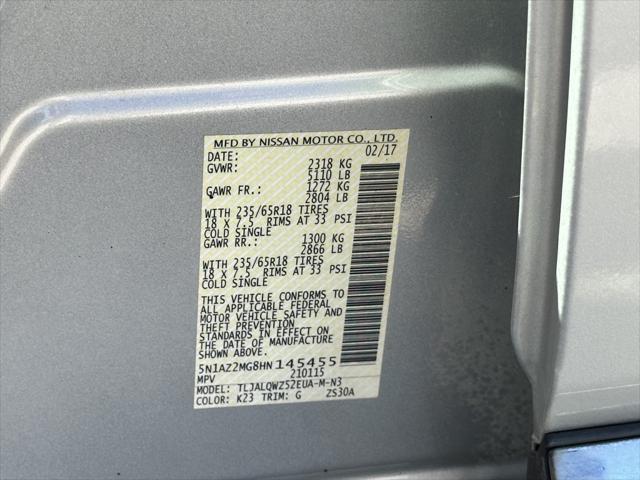 MFD BY NISSAN MOTOR CO., LTD.
DATE: 02/17
GVWR: 2318 KG
5110 LB
GAWR FR.: 1272 KG
2804 LB
WITH 235/65R18 TIRES
18 X 7.5 RIMS AT 33 PSI
COLD SINGLE
GAWR RR.: 1300 KG
2866 LB
WITH 235/65R18 TIRES
18 X 7.5 RIMS AT 33 PSI
COLD SINGLE
THIS VEHICLE CONFORMS TO
ALL APPLICABLE FEDERAL
MOTOR VEHICLE SAFETY AND
THEFT PREVENTION
STANDARDS IN EFFECT ON
THE DATE OF MANUFACTURE
SHOWN ABOVE.
5N1AZ2MG8HN145455
MPV 210115
MODEL: TLJALQWZ52EUA-M-N3
COLOR: K23 TRIM: G ZS30A